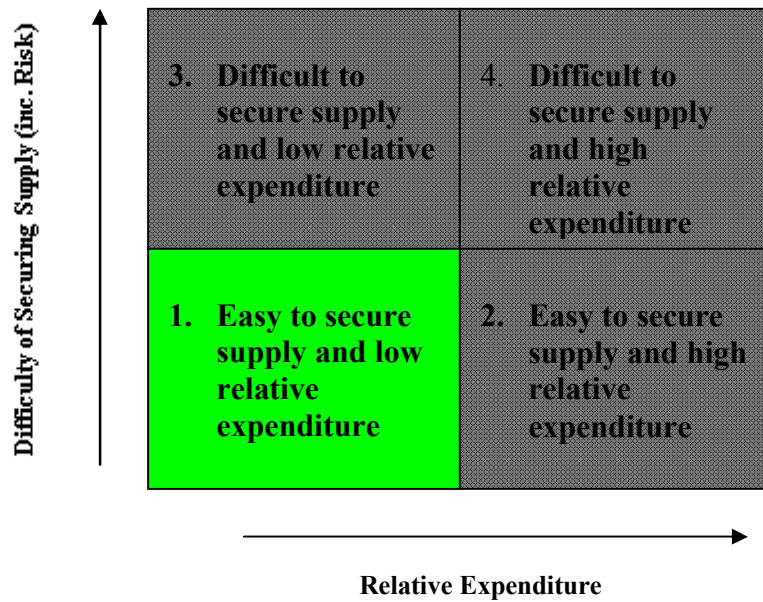 Difficulty of Securing Supply (inc. Risk)
3. Difficult to
secure supply
and low relative
expenditure
4. Difficult to
secure supply
and high
relative
expenditure
1. Easy to secure
supply and low
relative
expenditure
2. Easy to secure
supply and high
relative
expenditure
Relative Expenditure